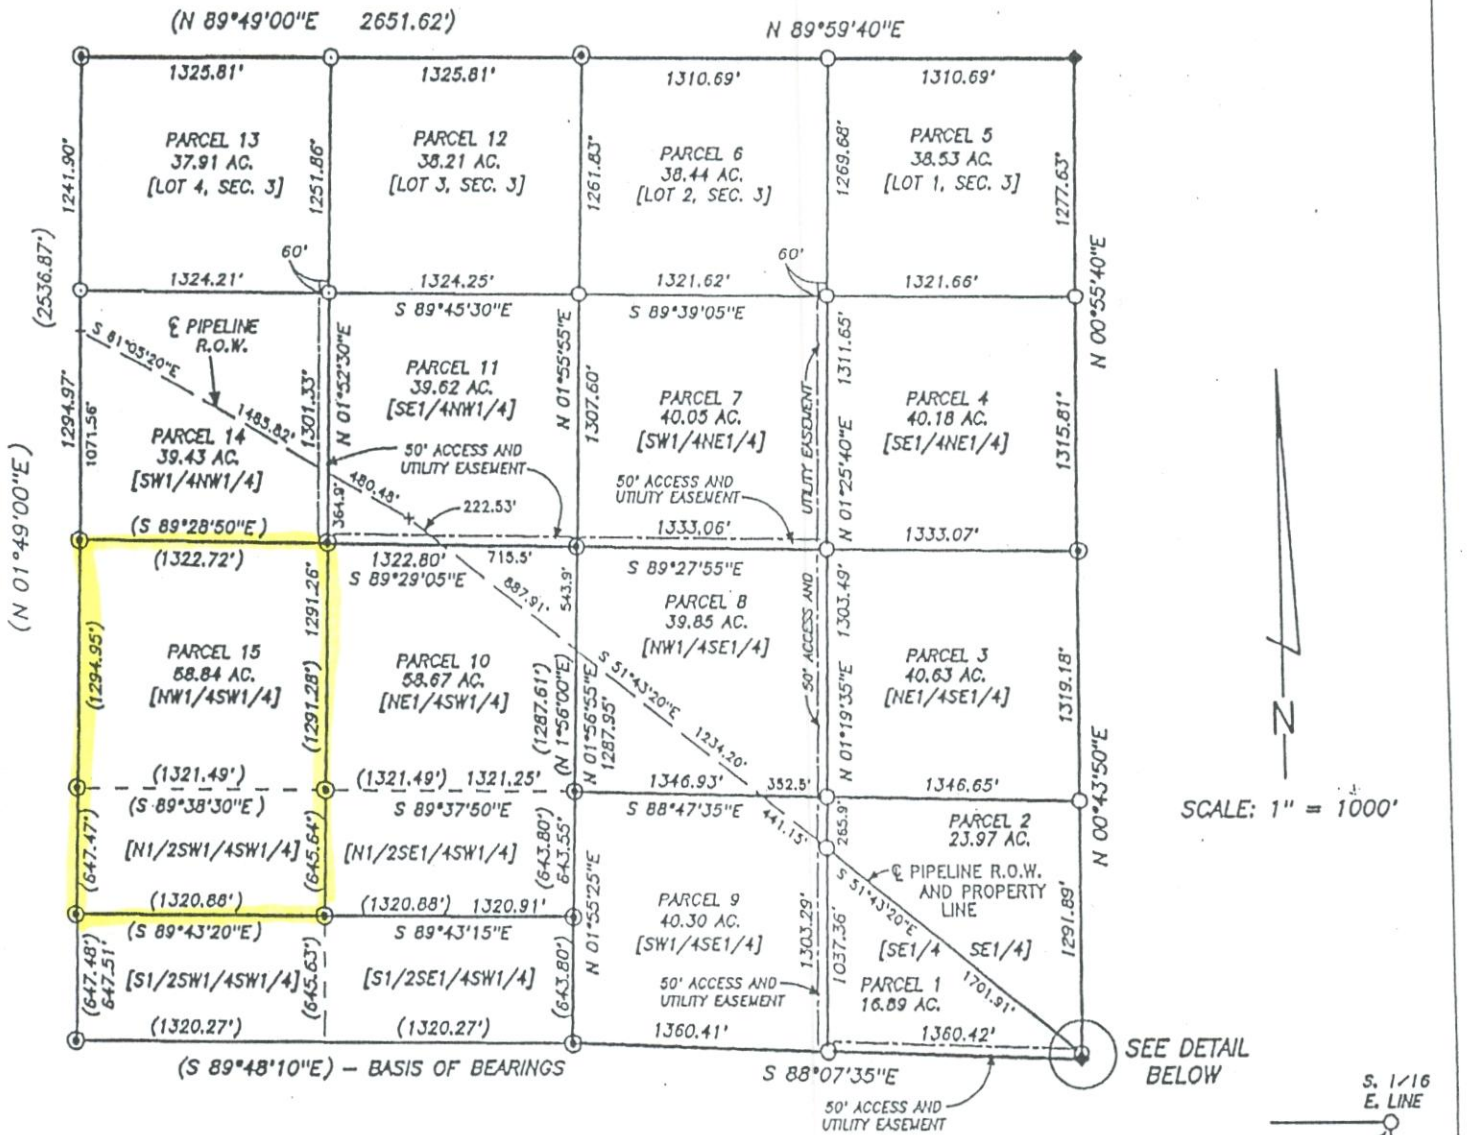 (N 89°49'00"E 2651.62')
N 89°59'40"E
1325.81'
1325.81'
1310.69'
1310.69'
1241.90'
PARCEL 13
37.91 AC.
[LOT 4, SEC. 3]
1251.86'
PARCEL 12
38.21 AC.
[LOT 3, SEC. 3]
1261.83'
PARCEL 6
38.44 AC.
[LOT 2, SEC. 3]
1269.68'
PARCEL 5
38.53 AC.
[LOT 1, SEC. 3]
1277.63'
(2536.87')
60'
60'
1324.21'
1324.25'
S 89°45'30"E
1321.62'
S 89°39'05"E
1321.66'
N 00°55'40"E
S 81°03'20"E
℄ PIPELINE
R.O.W.
1294.97'
1071.56'
1483.82'
PARCEL 14
39.43 AC.
[SW1/4NW1/4]
1301.33'
N 01°52'30"E
PARCEL 11
39.62 AC.
[SE1/4NW1/4]
50' ACCESS AND
UTILITY EASEMENT
N 01°55'55"E
1307.60'
PARCEL 7
40.05 AC.
[SW1/4NE1/4]
50' ACCESS AND
UTILITY EASEMENT
UTILITY EASEMENT
1311.65'
N 01°25'40"E
PARCEL 4
40.18 AC.
[SE1/4NE1/4]
1315.81'
(N 01°49'00"E)
364.9'
480.48'
222.53'
(S 89°28'50"E)
(1322.72')
1322.80'
715.5'
S 89°29'05"E
1333.06'
S 89°27'55"E
1333.07'
(1294.95')
PARCEL 15
58.84 AC.
[NW1/4SW1/4]
1291.26'
(1291.28')
887.91'
543.9'
PARCEL 10
58.67 AC.
[NE1/4SW1/4]
(1287.61')
(N 1°56'00"E)
N 01°56'55"E
1287.95'
PARCEL 8
39.85 AC.
[NW1/4SE1/4]
S 51°43'20"E
1234.20'
50' ACCESS AND
1303.49'
N 01°19'35"E
PARCEL 3
40.63 AC.
[NE1/4SE1/4]
1319.18'
N 00°43'50"E
N
SCALE: 1" = 1000'
(1321.49')
(S 89°38'30"E)
(1321.49') 1321.25'
S 89°37'50"E
1346.93'
352.5'
S 88°47'35"E
1346.65'
(647.47')
[N1/2SW1/4SW1/4]
(645.64')
[N1/2SE1/4SW1/4]
(643.80')
643.55'
441.15'
265.9'
PARCEL 2
23.97 AC.
℄ PIPELINE R.O.W.
AND PROPERTY
LINE
S 51°43'20"E
(1320.88')
(S 89°43'20"E)
(1320.88') 1320.91'
S 89°43'15"E
N 01°55'25"E
PARCEL 9
40.30 AC.
[SW1/4SE1/4]
1303.29'
1037.36'
[SE1/4 SE1/4]
1291.89'
(647.48')
647.51'
[S1/2SW1/4SW1/4]
(645.63')
[S1/2SE1/4SW1/4]
(643.80')
50' ACCESS AND
UTILITY EASEMENT
PARCEL 1
16.89 AC.
1701.91'
(1320.27')
(1320.27')
1360.41'
1360.42'
(S 89°48'10"E) – BASIS OF BEARINGS
S 88°07'35"E
SEE DETAIL
BELOW
50' ACCESS AND
UTILITY EASEMENT
S. 1/16
E. LINE